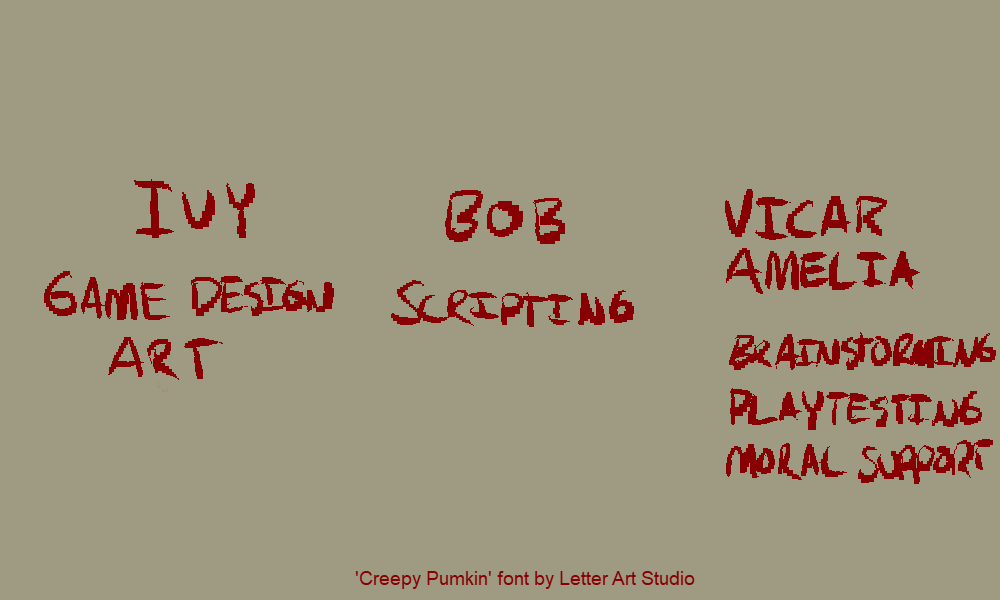 IVY
GAME DESIGN
ART
BOB
SCRIPTING
VICAR
AMELIA
BRAINSTORMING
PLAYTESTING
MORAL SUPPORT
'Creepy Pumkin' font by Letter Art Studio